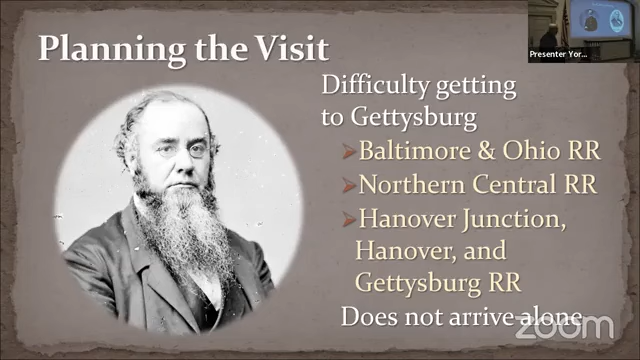 Planning the Visit
Presenter Yor...
Difficulty getting
to Gettysburg
➢Baltimore & Ohio RR
➢Northern Central RR
➢Hanover Junction,
Hanover, and
Gettysburg RR
Does not arrive alone
zoom